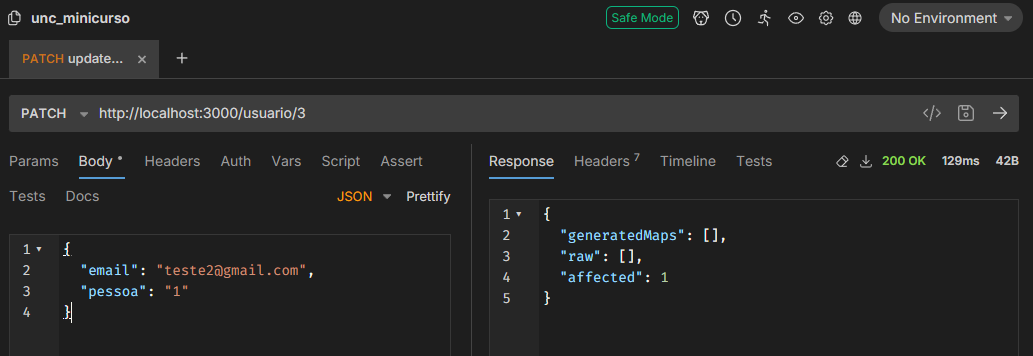 unc_minicurso
Safe Mode
No Environment
PATCH update...
PATCH http://localhost:3000/usuario/3
Params Body Headers Auth Vars Script Assert
Tests Docs JSON Prettify
1 {
2 "email": "teste2@gmail.com",
3 "pessoa": "1"
4 }
Response Headers 7 Timeline Tests 200 OK 129ms 42B
1 {
2 "generatedMaps": [],
3 "raw": [],
4 "affected": 1
5 }